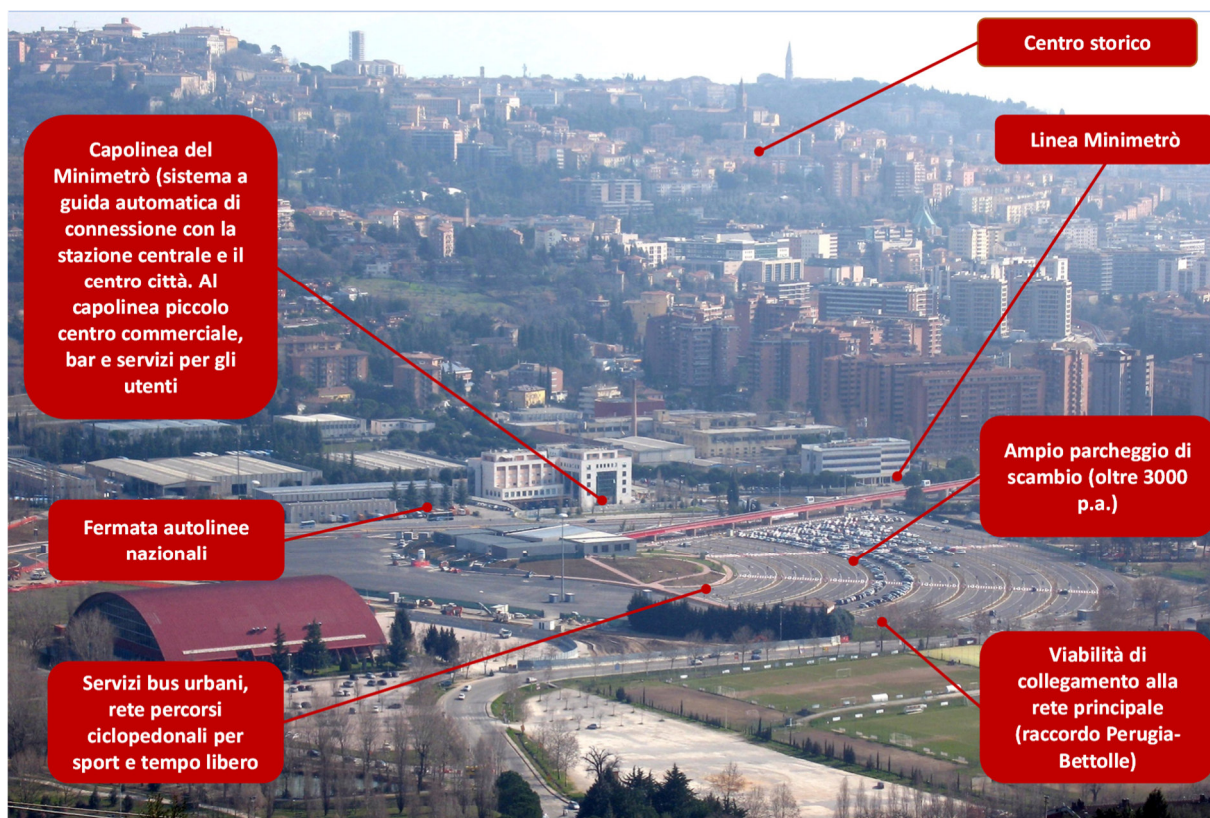 Centro storico
Linea Minimetrò
Capolinea del
Minimetrò (sistema a
guida automatica di
connessione con la
stazione centrale e il
centro città. Al
capolinea piccolo
centro commerciale,
bar e servizi per gli
utenti
Ampio parcheggio di
scambio (oltre 3000
p.a.)
Fermata autolinee
nazionali
Servizi bus urbani,
rete percorsi
ciclopedonali per
sport e tempo libero
Viabilità di
collegamento alla
rete principale
(raccordo Perugia-
Bettolle)